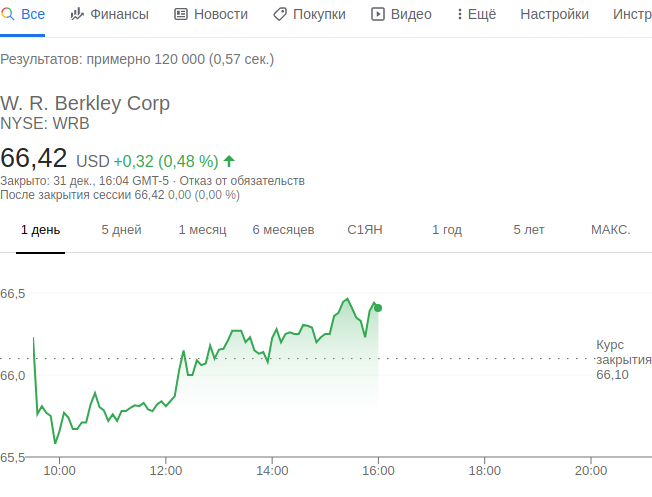 Все Финансы Новости Покупки Видео Ещё Настройки Инстр
Результатов: примерно 120 000 (0,57 сек.)
W. R. Berkley Corp
NYSE: WRB
66,42 USD +0,32 (0,48 %)
Закрыто: 31 дек., 16:04 GMT-5 · Отказ от обязательств
После закрытия сессии 66,42 0,00 (0,00 %)
1 день 5 дней 1 месяц 6 месяцев С1ЯН 1 год 5 лет МАКС.
66,5
Курс
закрытия
66,10
66,0
65,5
10:00 12:00 14:00 16:00 18:00 20:00